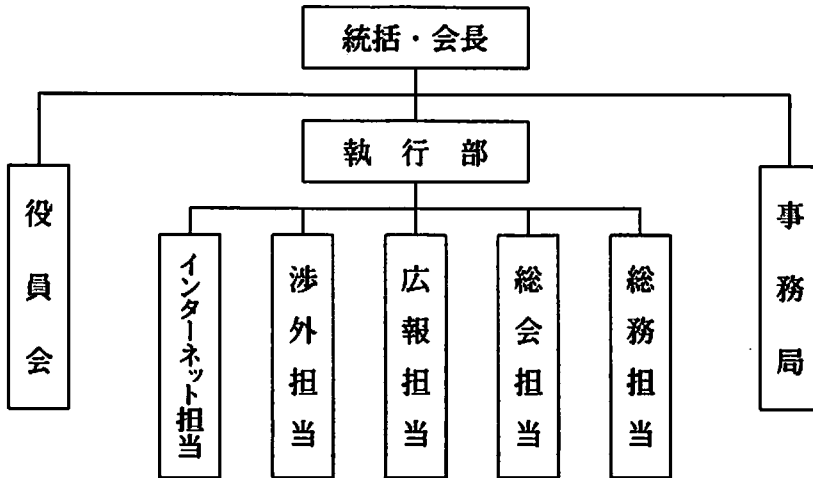 統括・会長
執行部
役員会
インターネット担当
渉外担当
広報担当
総会担当
総務担当
事務局